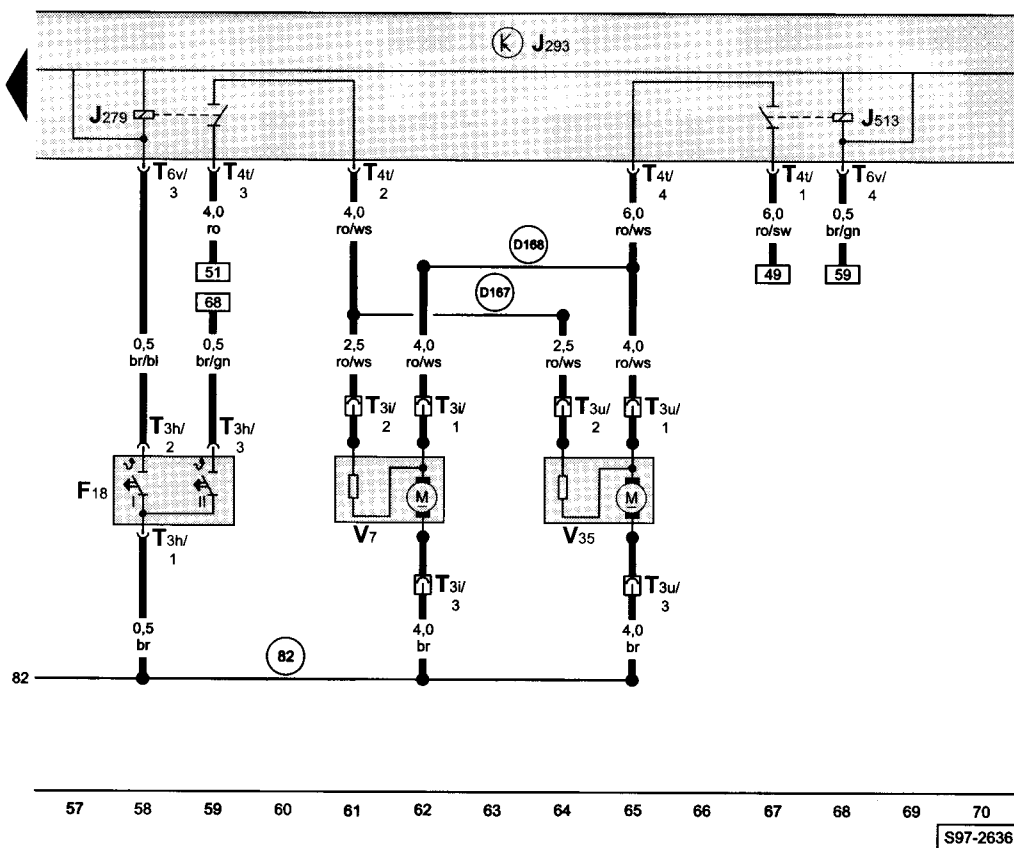 K J293
J279
J513
T6v/ 3
T4t/ 3
T4t/ 2
T4t/ 4
T4t/ 1
T6v/ 4
4,0 ro
4,0 ro/ws
6,0 ro/ws
6,0 ro/sw
0,5 br/gn
51
49
59
68
D168
D167
0,5 br/bl
0,5 br/gn
2,5 ro/ws
4,0 ro/ws
2,5 ro/ws
4,0 ro/ws
T3h/ 2
T3h/ 3
T3i/ 2
T3i/ 1
T3u/ 2
T3u/ 1
F18
I
II
M
M
V7
V35
T3h/ 1
T3i/ 3
T3u/ 3
0,5 br
4,0 br
4,0 br
82
82
57 58 59 60 61 62 63 64 65 66 67 68 69 70
S97-2636